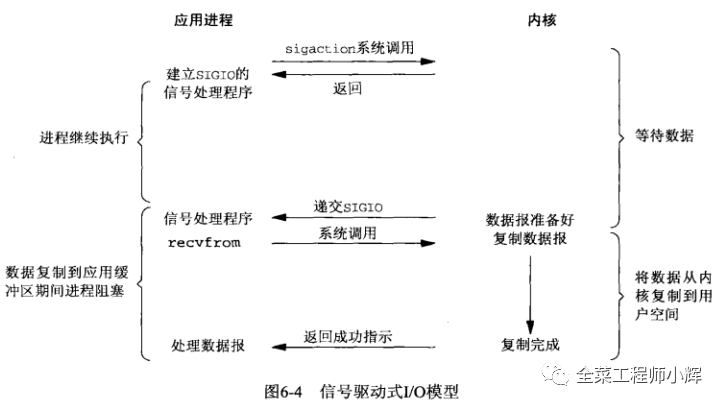 应用进程
内核
sigaction系统调用
建立SIGIO的
信号处理程序
返回
进程继续执行
等待数据
递交SIGIO
信号处理程序
数据报准备好
recvfrom
系统调用
复制数据报
数据复制到应用缓
冲区期间进程阻塞
将数据从内
核复制到用
户空间
返回成功指示
处理数据报
复制完成
图6-4 信号驱动式I/O模型
全菜工程师小辉